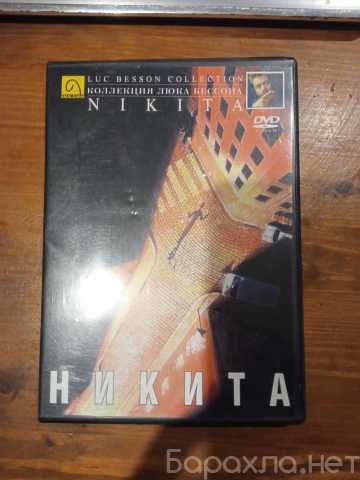 LUC BESSON COLLECTION
КОЛЛЕКЦИЯ ЛЮКА БЕССОНА
NIKITA
DVD
НИКИТА
Барахла.нет